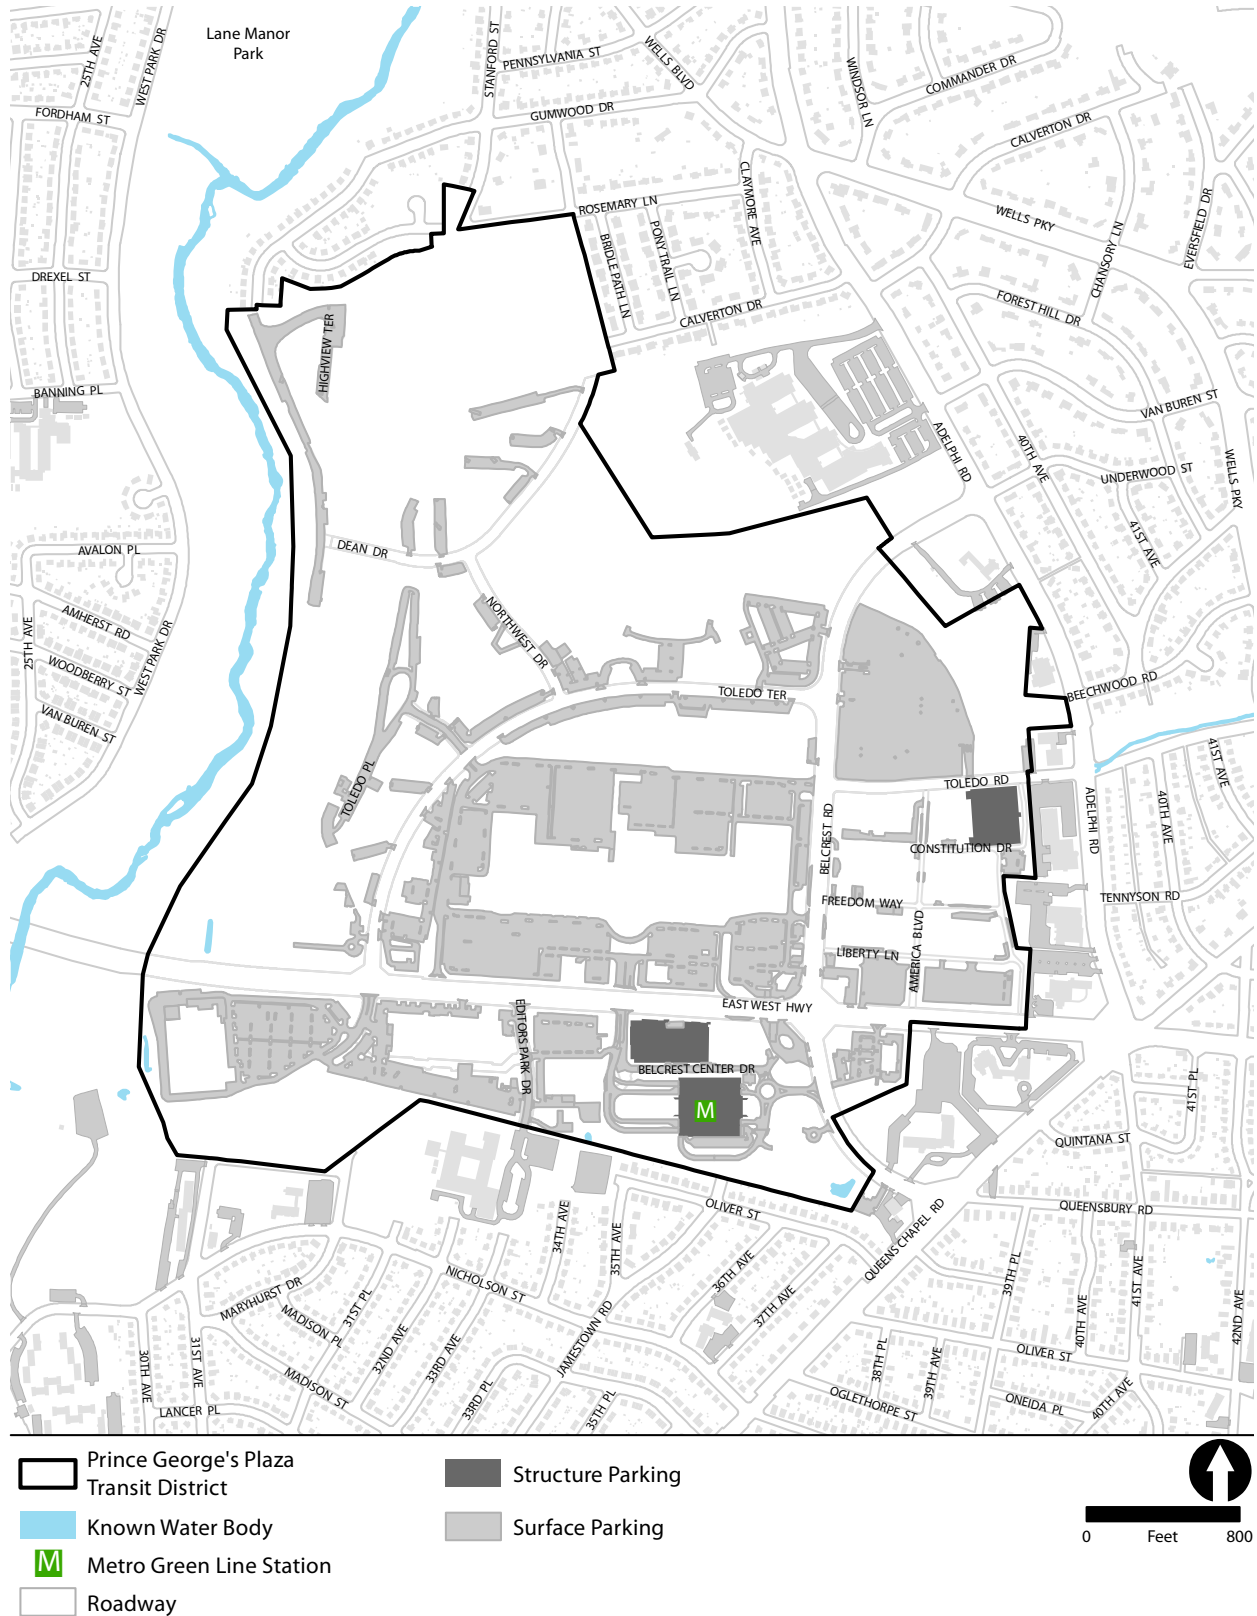 Lane Manor
Park
25TH AVE
WEST PARK DR
FORDHAM ST
STANFORD ST
PENNSYLVANIA ST
WELLS BLVD
GUMWOOD DR
WINDSOR LN
COMMANDER DR
CALVERTON DR
CLAYMORE AVE
ROSEMARY LN
BRIDLE PATH LN
PONY TRAIL LN
CALVERTON DR
WELLS PKY
CHANSORY LN
EVERSFIELD DR
FOREST HILL DR
DREXEL ST
HIGHVIEW TER
BANNING PL
VAN BUREN ST
ADELPHI RD
40TH AVE
UNDERWOOD ST
WELLS PKY
41ST AVE
DEAN DR
AVALON PL
AMHERST RD
25TH AVE
WOODBERRY ST
WEST PARK DR
VAN BUREN ST
NORTHWEST DR
TOLEDO TER
BEECHWOOD RD
TOLEDO PL
41ST AVE
40TH AVE
TOLEDO RD
ADELPHI RD
BELCREST RD
CONSTITUTION DR
FREEDOM WAY
AMERICA BLVD
TENNYSON RD
LIBERTY LN
EAST WEST HWY
EDITORS PARK DR
BELCREST CENTER DR
M
41ST PL
QUINTANA ST
OLIVER ST
QUEENS CHAPEL RD
QUEENSBURY RD
34TH AVE
35TH AVE
36TH AVE
37TH AVE
39TH PL
40TH AVE
41ST AVE
42ND AVE
NICHOLSON ST
MARYHURST DR
MADISON PL
31ST PL
32ND AVE
33RD AVE
JAMESTOWN RD
30TH AVE
31ST AVE
MADISON ST
33RD PL
35TH PL
38TH PL
39TH AVE
OLIVER ST
OGLETHORPE ST
ONEIDA PL
40TH AVE
LANCER PL
Prince George's Plaza
Transit District
Known Water Body
M Metro Green Line Station
Roadway
Structure Parking
Surface Parking
0 Feet 800